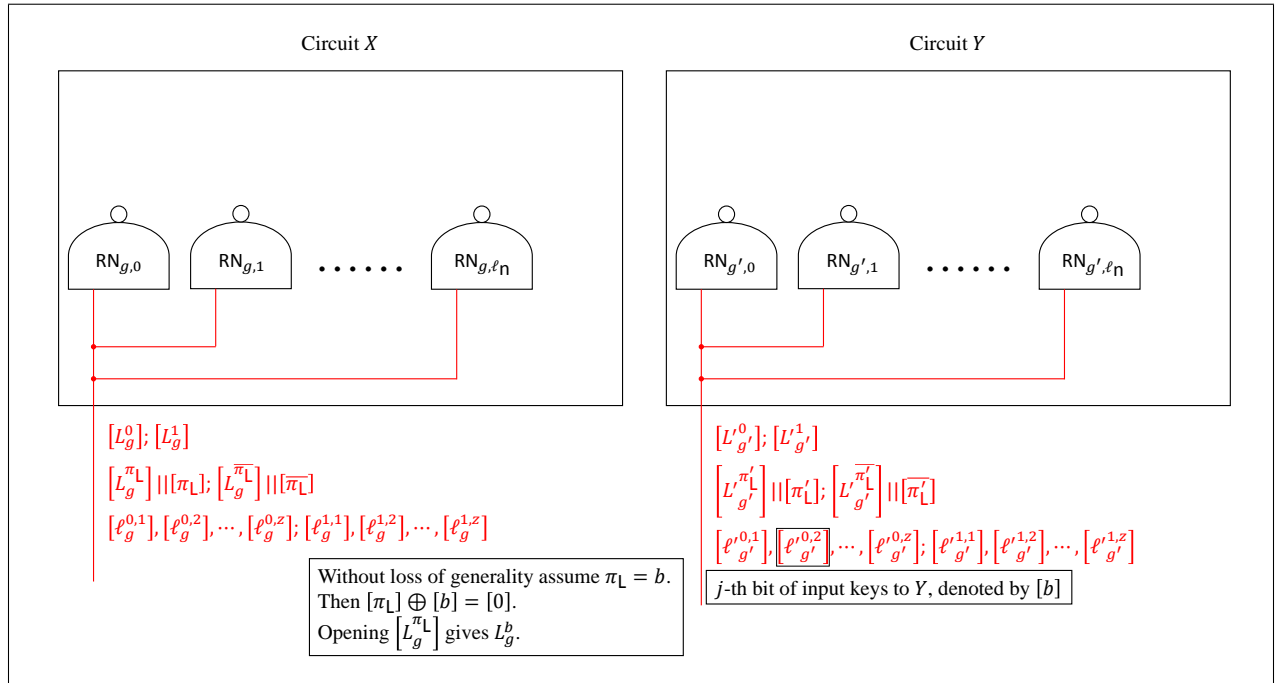 Circuit X
Circuit Y
RN_{g,0}
RN_{g,1}
......
RN_{g,ℓn}
RN_{g',0}
RN_{g',1}
......
RN_{g',ℓn}
[L_g^0]; [L_g^1]
[L_g^{π_L}] ||[π_L]; [L_g^{\overline{π_L}}] ||[\overline{π_L}]
[ℓ_g^{0,1}], [ℓ_g^{0,2}], ⋯, [ℓ_g^{0,z}]; [ℓ_g^{1,1}], [ℓ_g^{1,2}], ⋯, [ℓ_g^{1,z}]
Without loss of generality assume π_L = b.
Then [π_L] ⊕ [b] = [0].
Opening [L_g^{π_L}] gives L_g^b.
[L'_{g'}^0]; [L'_{g'}^1]
[L'_{g'}^{π'_L}] ||[π'_L]; [L'_{g'}^{\overline{π'_L}}] ||[\overline{π'_L}]
[ℓ'_{g'}^{0,1}], [ℓ'_{g'}^{0,2}], ⋯, [ℓ'_{g'}^{0,z}]; [ℓ'_{g'}^{1,1}], [ℓ'_{g'}^{1,2}], ⋯, [ℓ'_{g'}^{1,z}]
j-th bit of input keys to Y, denoted by [b]